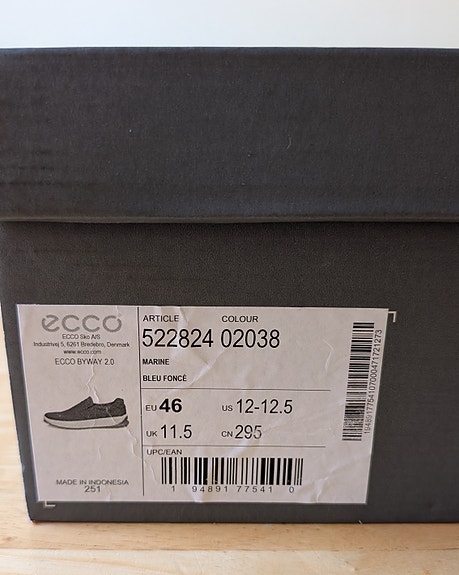 ecco
ECCO Sko A/S
Industrivej 5, 6261 Bredebro, Denmark
www.ecco.com
ECCO BYWAY 2.0
MADE IN INDONESIA
251
ARTICLE COLOUR
522824 02038
MARINE
BLEU FONCÉ
EU 46 US 12-12.5
UK 11.5 CN 295
UPC/EAN
1 94891 77541 0
1948917754107000471721273